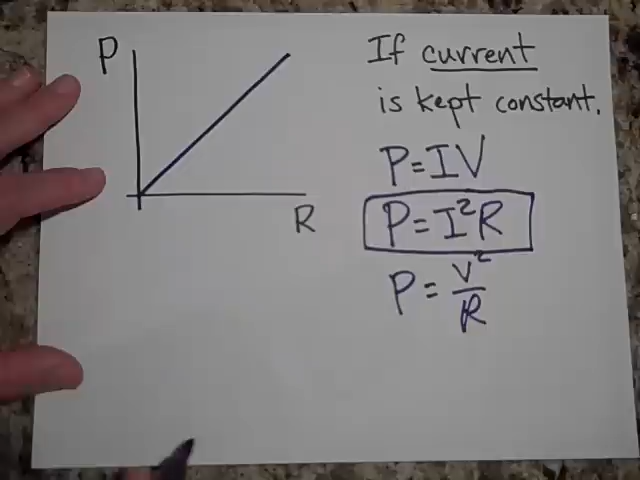 P
R
If current
is kept constant.
P=IV
P=I²R
P=V²/R